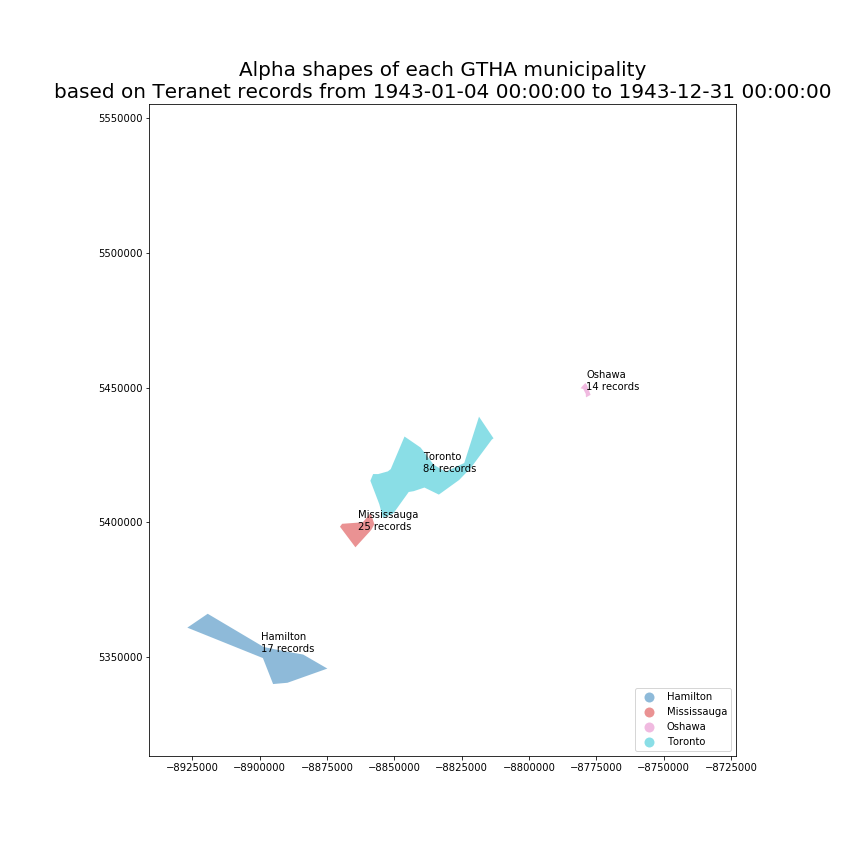 Alpha shapes of each GTHA municipality
based on Teranet records from 1943-01-04 00:00:00 to 1943-12-31 00:00:00
5550000
5500000
5450000
5400000
5350000
Oshawa
14 records
Toronto
84 records
Mississauga
25 records
Hamilton
17 records
Hamilton
Mississauga
Oshawa
Toronto
−8925000 −8900000 −8875000 −8850000 −8825000 −8800000 −8775000 −8750000 −8725000